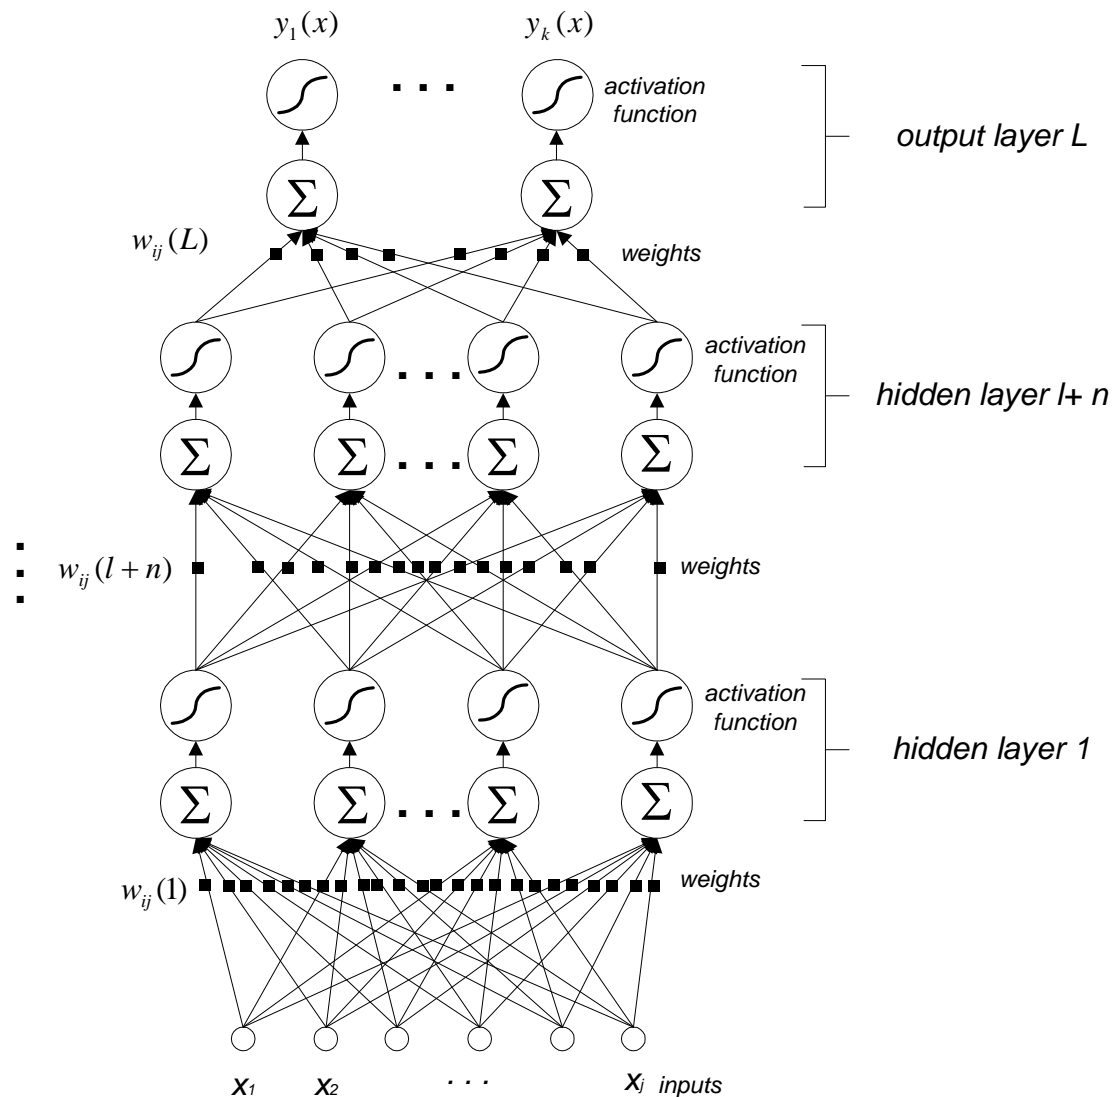 y₁(x) yₖ(x)
. . .
activation
function
output layer L
Σ Σ
wᵢⱼ(L)
weights
activation
function
. . .
hidden layer l+ n
Σ Σ . . . Σ Σ
wᵢⱼ(l + n)
weights
activation
function
hidden layer 1
Σ Σ . . . Σ Σ
wᵢⱼ(1)
weights
x₁ x₂ . . . xⱼ inputs